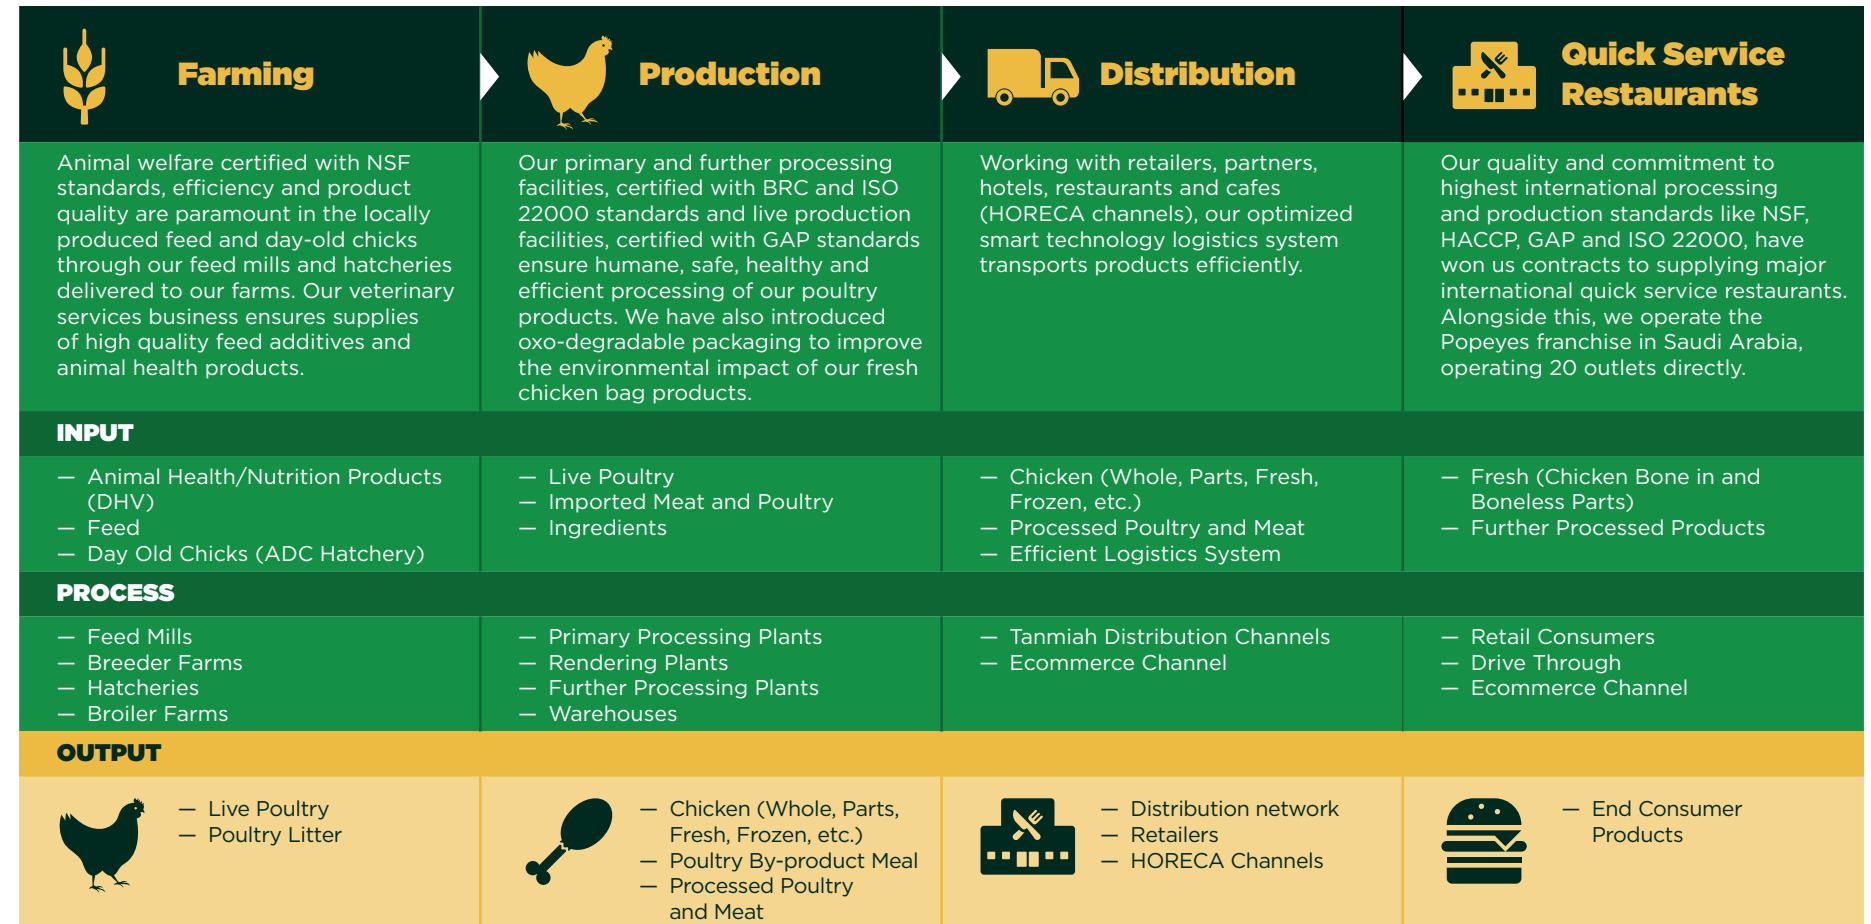 Farming
Production
Distribution
Quick Service
Restaurants
Animal welfare certified with NSF
standards, efficiency and product
quality are paramount in the locally
produced feed and day-old chicks
through our feed mills and hatcheries
delivered to our farms. Our veterinary
services business ensures supplies
of high quality feed additives and
animal health products.
Our primary and further processing
facilities, certified with BRC and ISO
22000 standards and live production
facilities, certified with GAP standards
ensure humane, safe, healthy and
efficient processing of our poultry
products. We have also introduced
oxo-degradable packaging to improve
the environmental impact of our fresh
chicken bag products.
Working with retailers, partners,
hotels, restaurants and cafes
(HORECA channels), our optimized
smart technology logistics system
transports products efficiently.
Our quality and commitment to
highest international processing
and production standards like NSF,
HACCP, GAP and ISO 22000, have
won us contracts to supplying major
international quick service restaurants.
Alongside this, we operate the
Popeyes franchise in Saudi Arabia,
operating 20 outlets directly.
INPUT
— Animal Health/Nutrition Products
(DHV)
— Feed
— Day Old Chicks (ADC Hatchery)
— Live Poultry
— Imported Meat and Poultry
— Ingredients
— Chicken (Whole, Parts, Fresh,
Frozen, etc.)
— Processed Poultry and Meat
— Efficient Logistics System
— Fresh (Chicken Bone in and
Boneless Parts)
— Further Processed Products
PROCESS
— Feed Mills
— Breeder Farms
— Hatcheries
— Broiler Farms
— Primary Processing Plants
— Rendering Plants
— Further Processing Plants
— Warehouses
— Tanmiah Distribution Channels
— Ecommerce Channel
— Retail Consumers
— Drive Through
— Ecommerce Channel
OUTPUT
— Live Poultry
— Poultry Litter
— Chicken (Whole, Parts,
Fresh, Frozen, etc.)
— Poultry By-product Meal
— Processed Poultry
and Meat
— Distribution network
— Retailers
— HORECA Channels
— End Consumer
Products